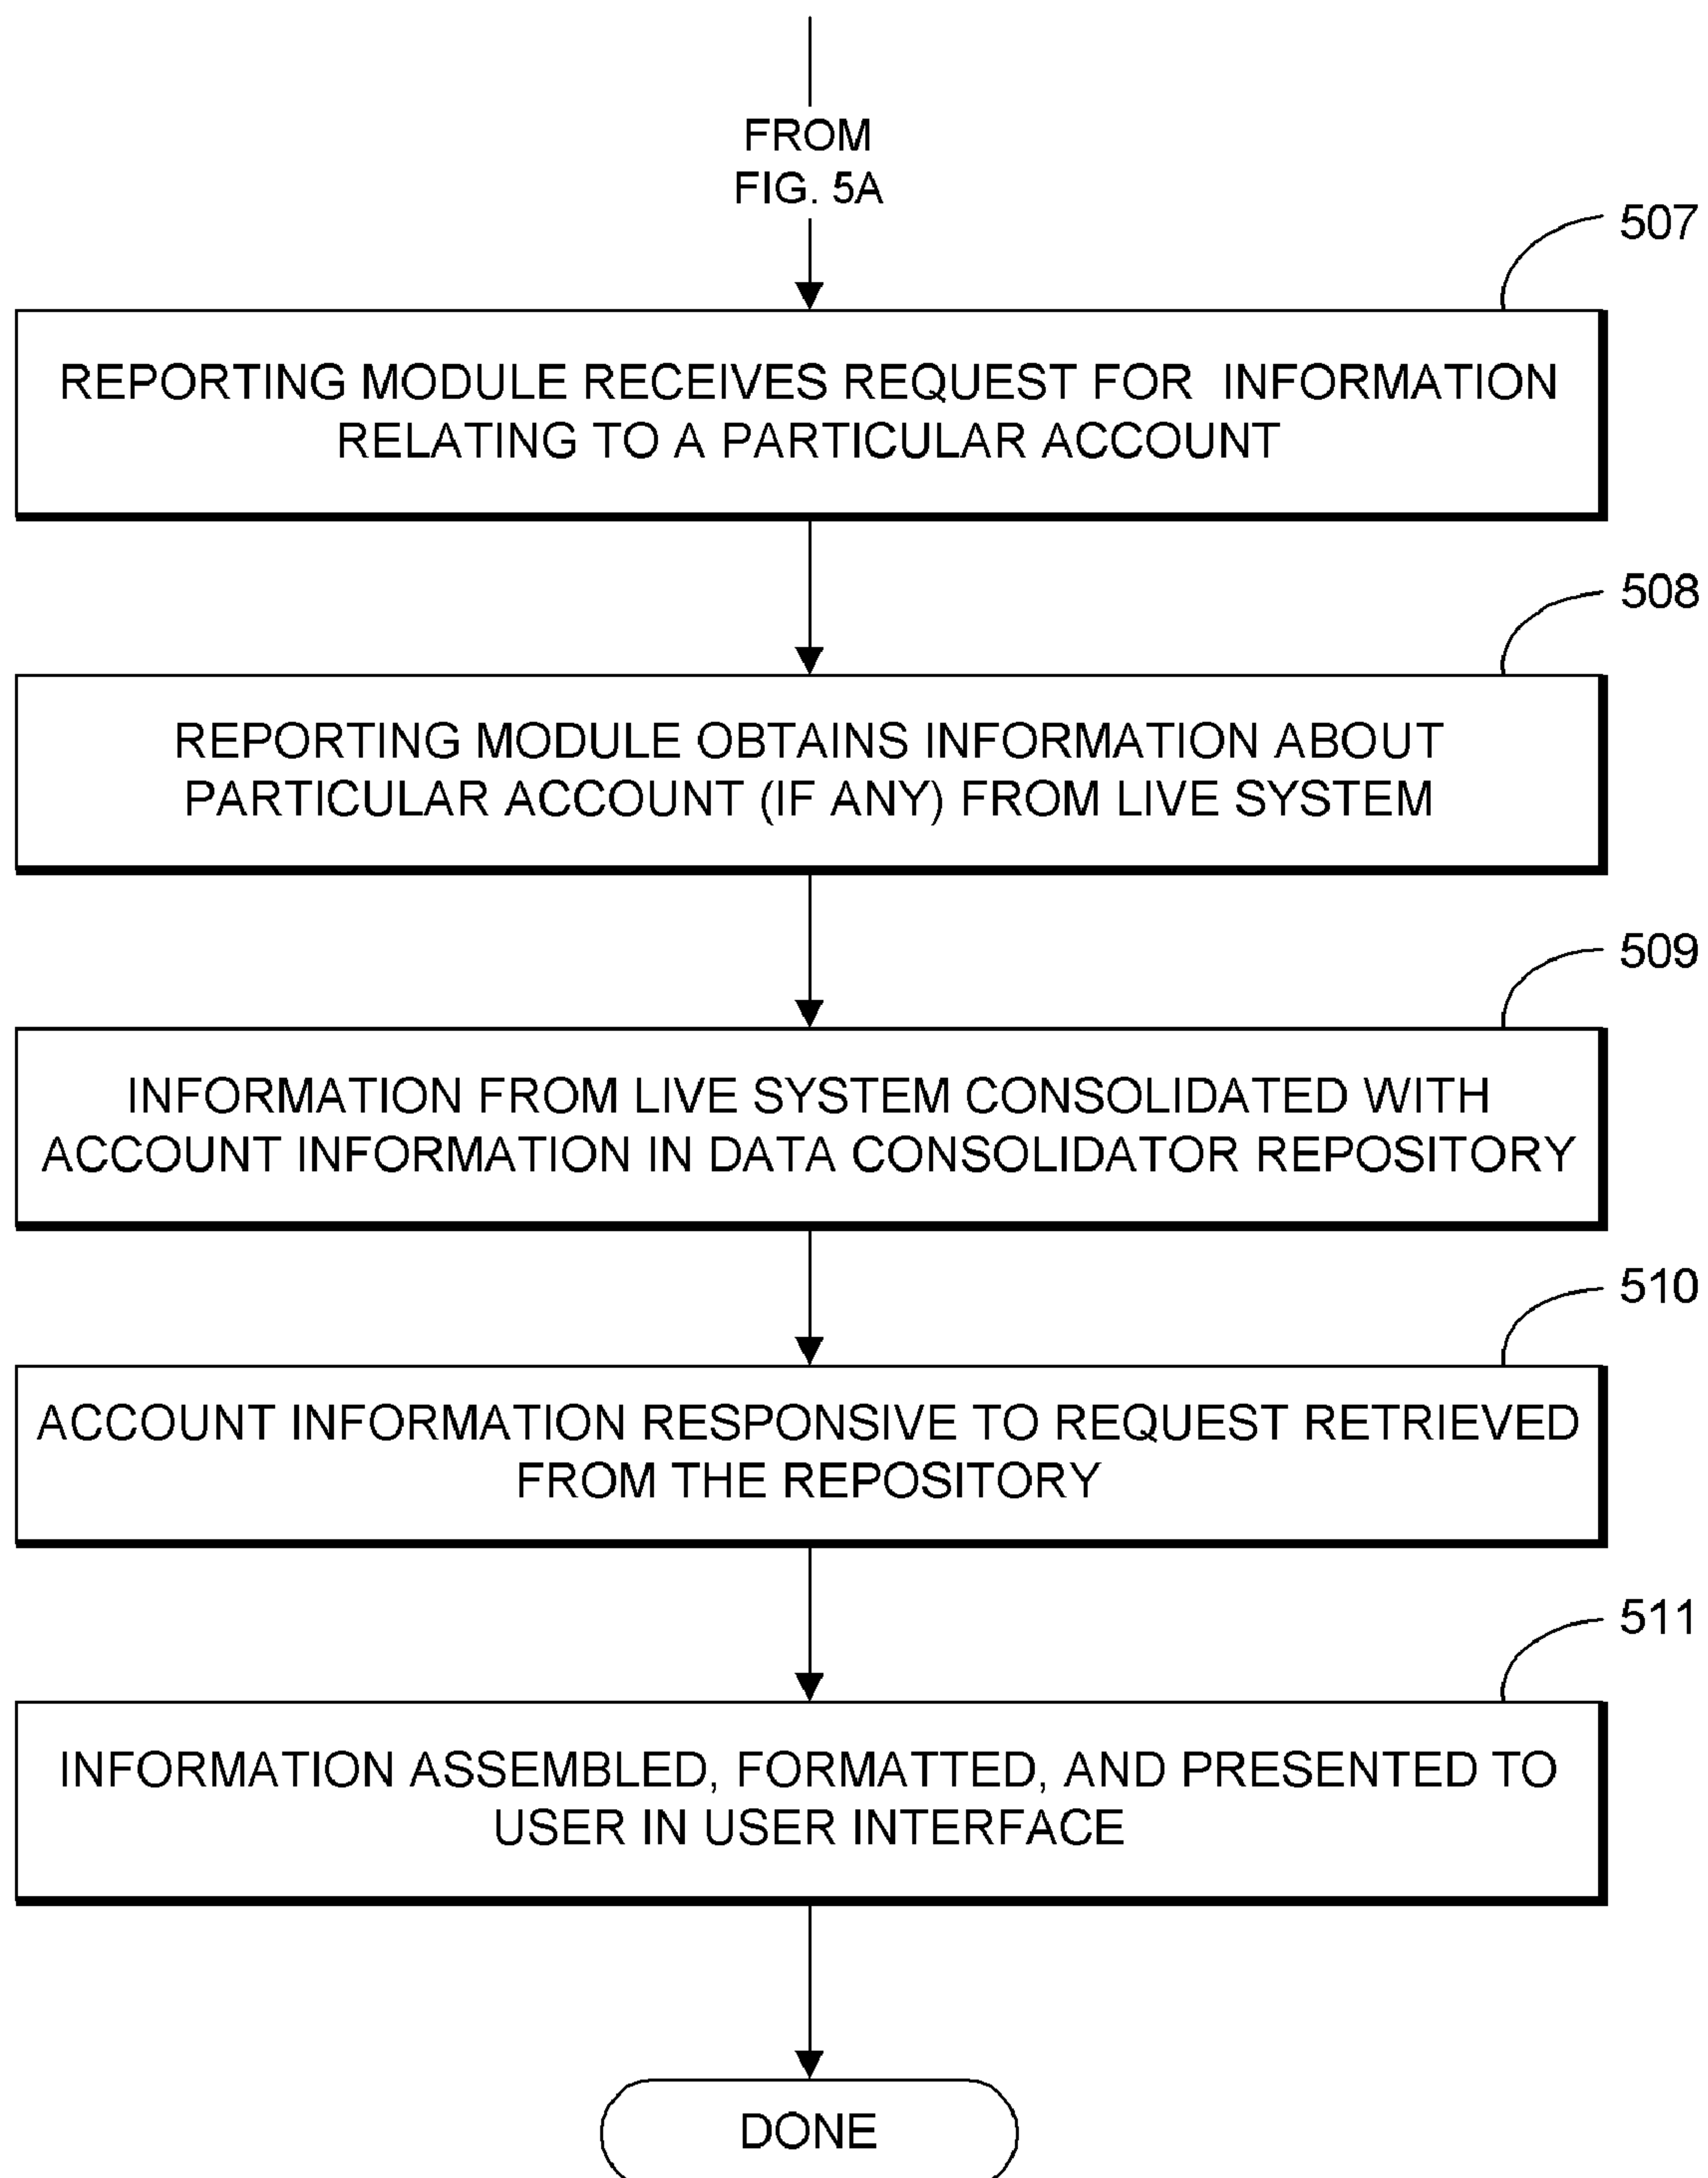 FROM
FIG. 5A
507
REPORTING MODULE RECEIVES REQUEST FOR INFORMATION
RELATING TO A PARTICULAR ACCOUNT
508
REPORTING MODULE OBTAINS INFORMATION ABOUT
PARTICULAR ACCOUNT (IF ANY) FROM LIVE SYSTEM
509
INFORMATION FROM LIVE SYSTEM CONSOLIDATED WITH
ACCOUNT INFORMATION IN DATA CONSOLIDATOR REPOSITORY
510
ACCOUNT INFORMATION RESPONSIVE TO REQUEST RETRIEVED
FROM THE REPOSITORY
511
INFORMATION ASSEMBLED, FORMATTED, AND PRESENTED TO
USER IN USER INTERFACE
DONE